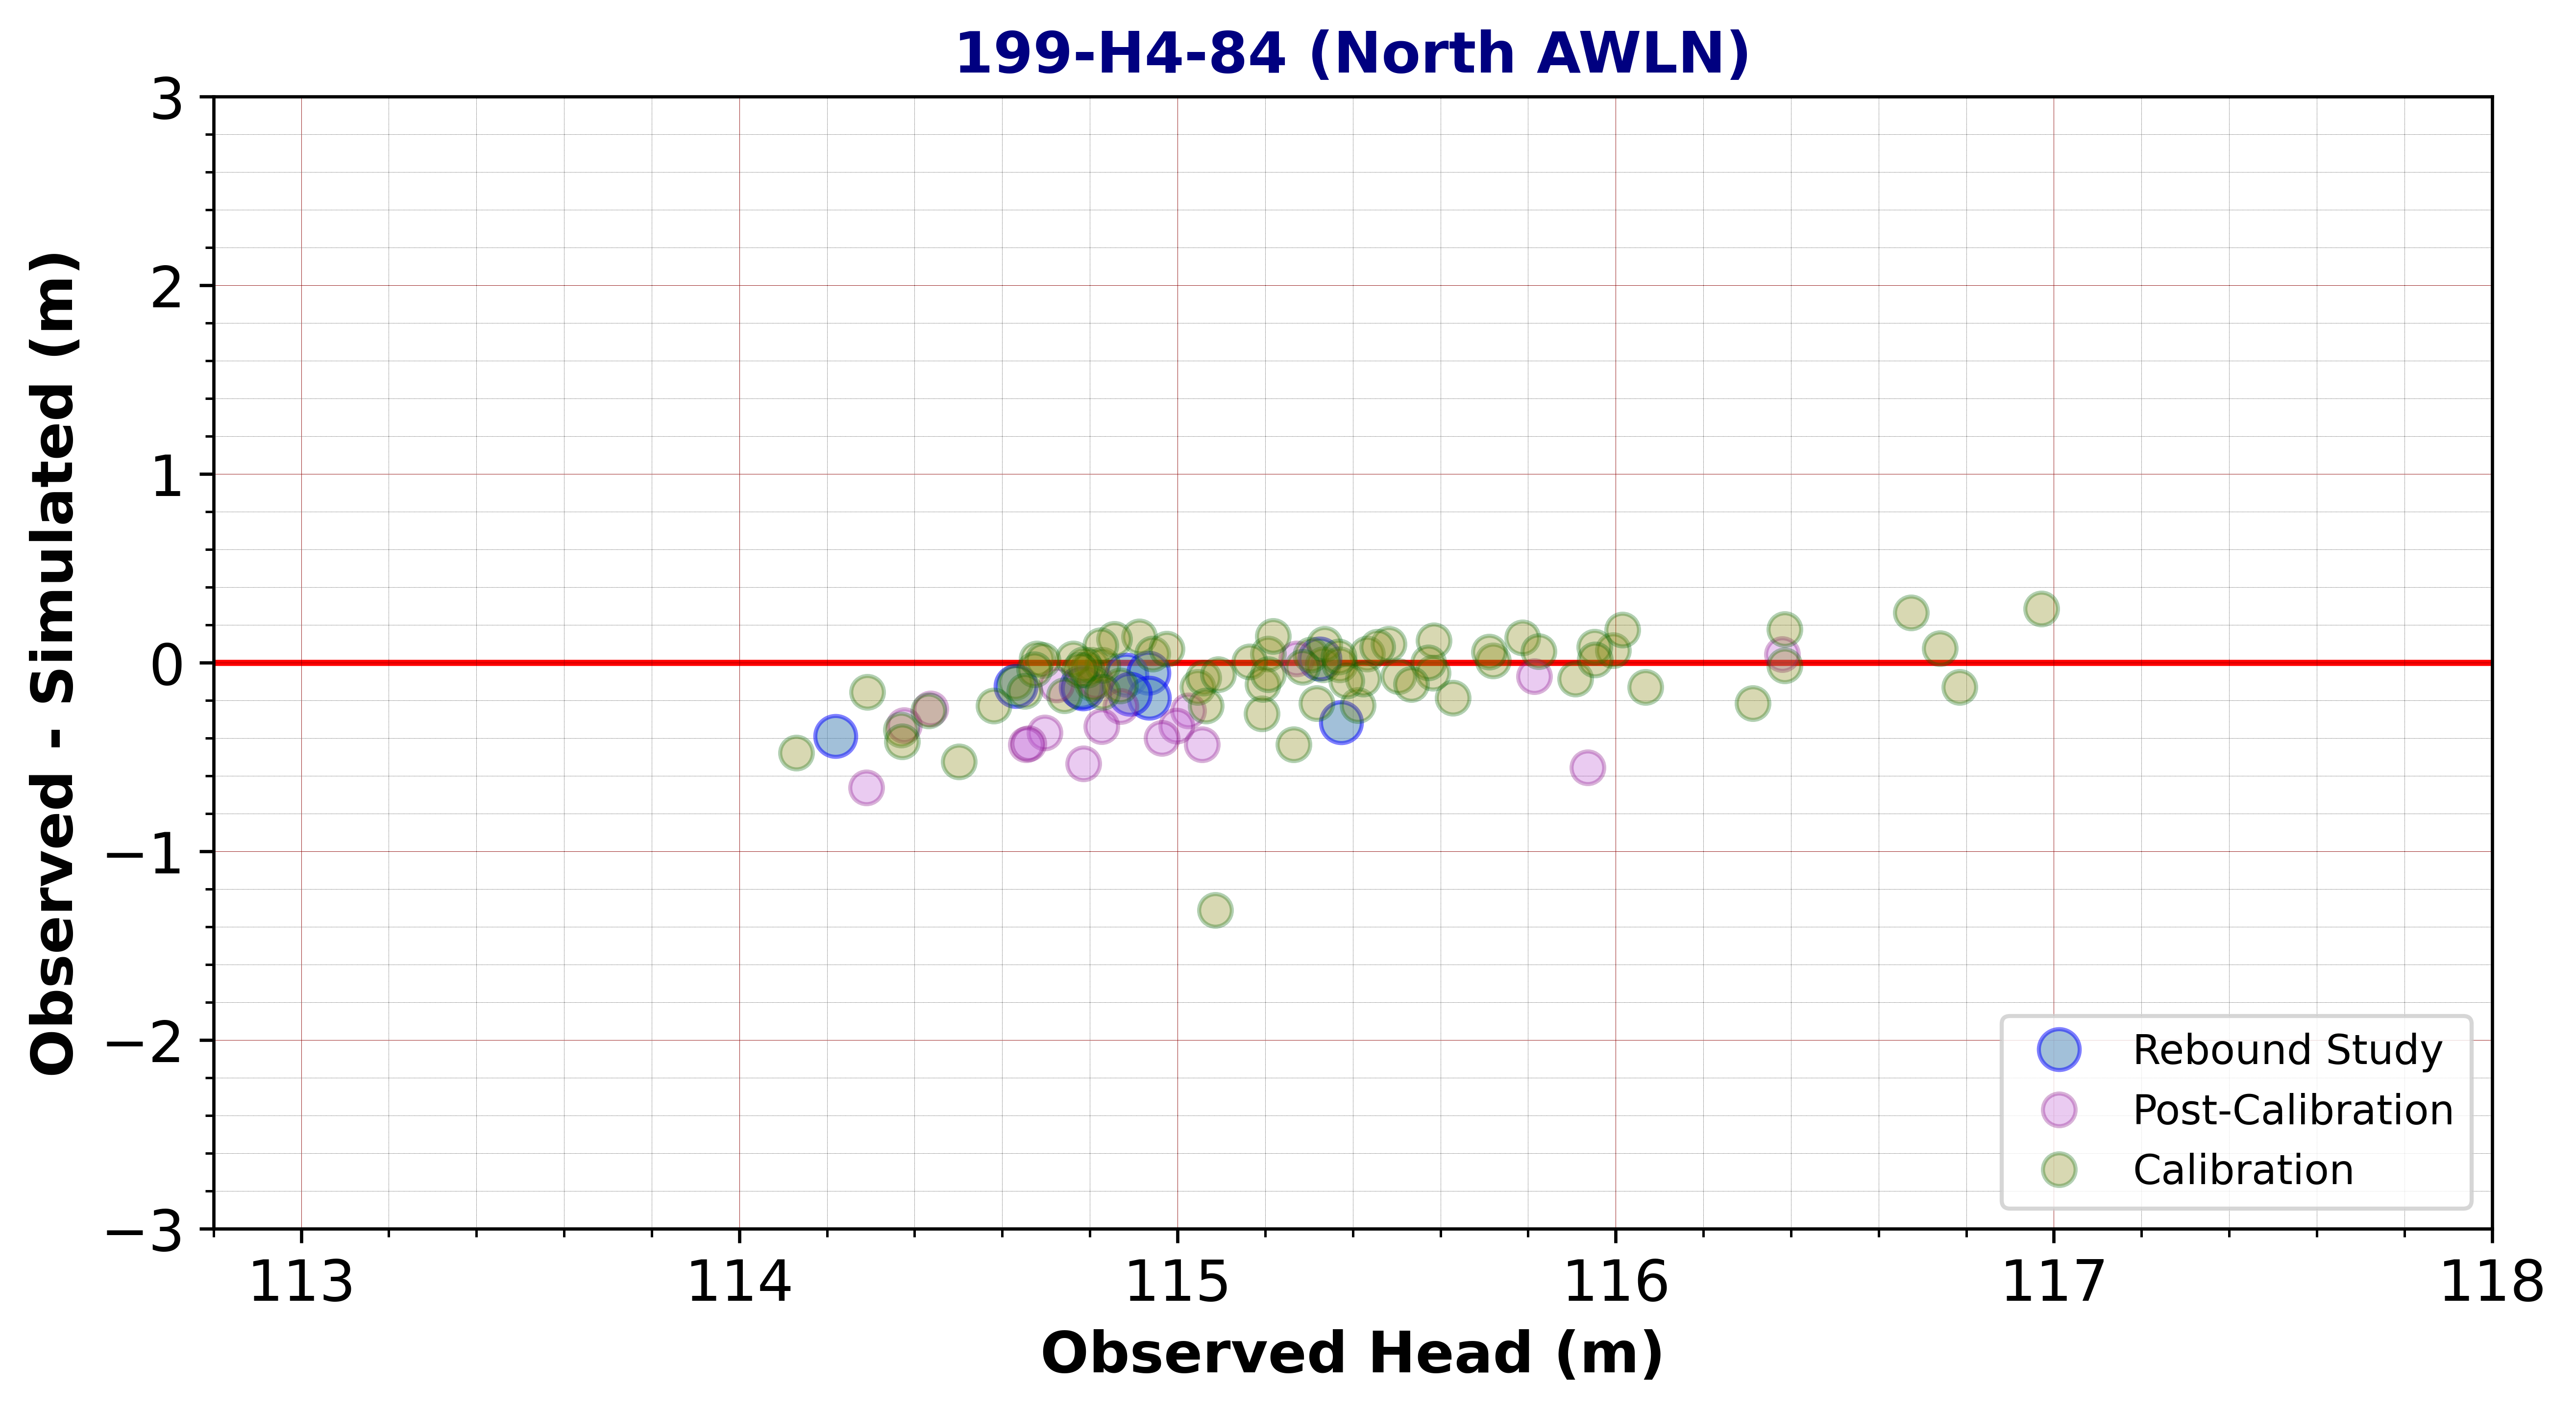 199-H4-84 (North AWLN)
Observed - Simulated (m)
3
2
1
0
−1
−2
−3
Rebound Study
Post-Calibration
Calibration
113 114 115 116 117 118
Observed Head (m)